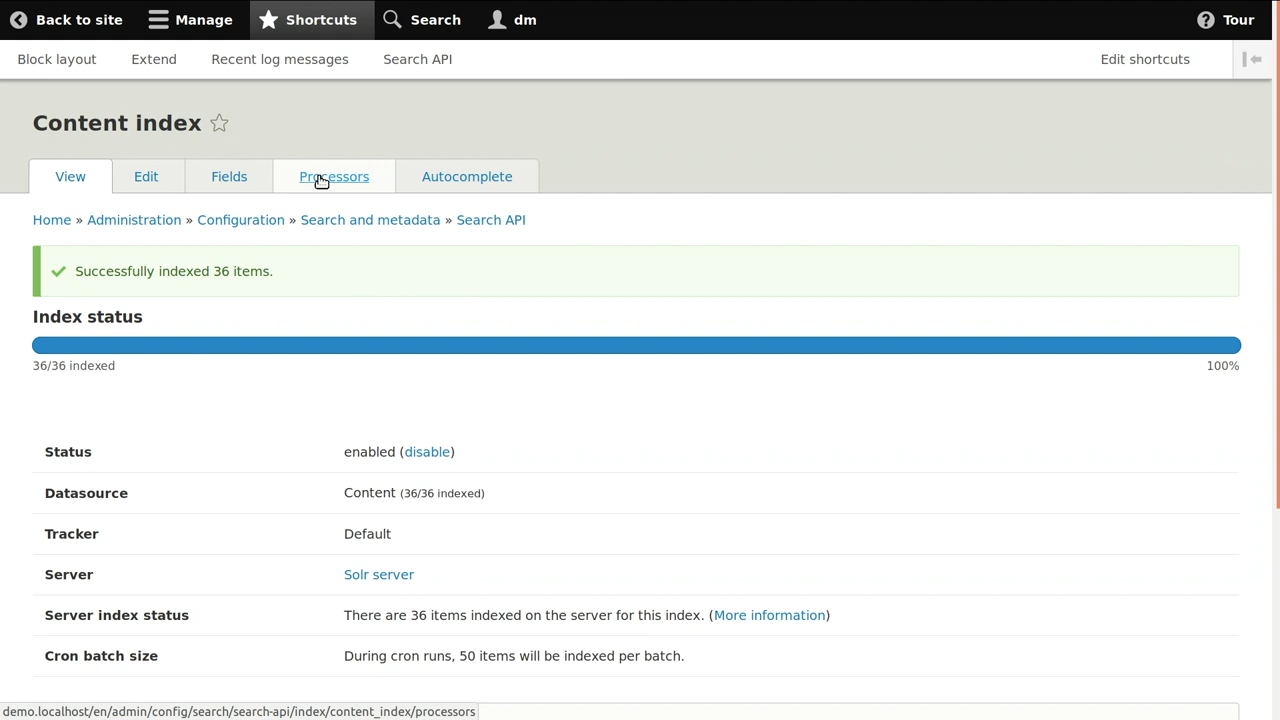 Back to site Manage Shortcuts Search dm Tour
Block layout Extend Recent log messages Search API Edit shortcuts
Content index
View Edit Fields Processors Autocomplete
Home » Administration » Configuration » Search and metadata » Search API
Successfully indexed 36 items.
Index status
36/36 indexed 100%
Status enabled (disable)
Datasource Content (36/36 indexed)
Tracker Default
Server Solr server
Server index status There are 36 items indexed on the server for this index. (More information)
Cron batch size During cron runs, 50 items will be indexed per batch.
demo.localhost/en/admin/config/search/search-api/index/content_index/processors